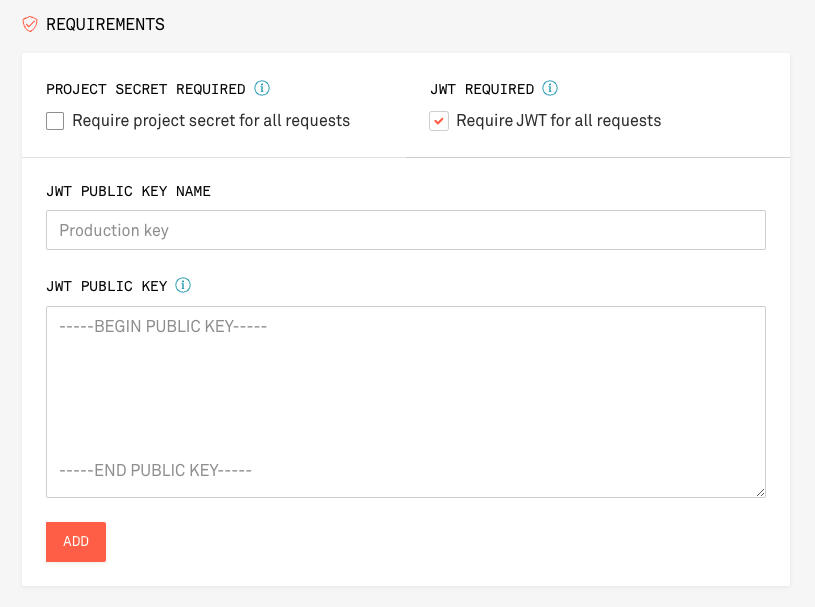 REQUIREMENTS
PROJECT SECRET REQUIRED
JWT REQUIRED
Require project secret for all requests
Require JWT for all requests
JWT PUBLIC KEY NAME
Production key
JWT PUBLIC KEY
-----BEGIN PUBLIC KEY-----
-----END PUBLIC KEY-----
ADD